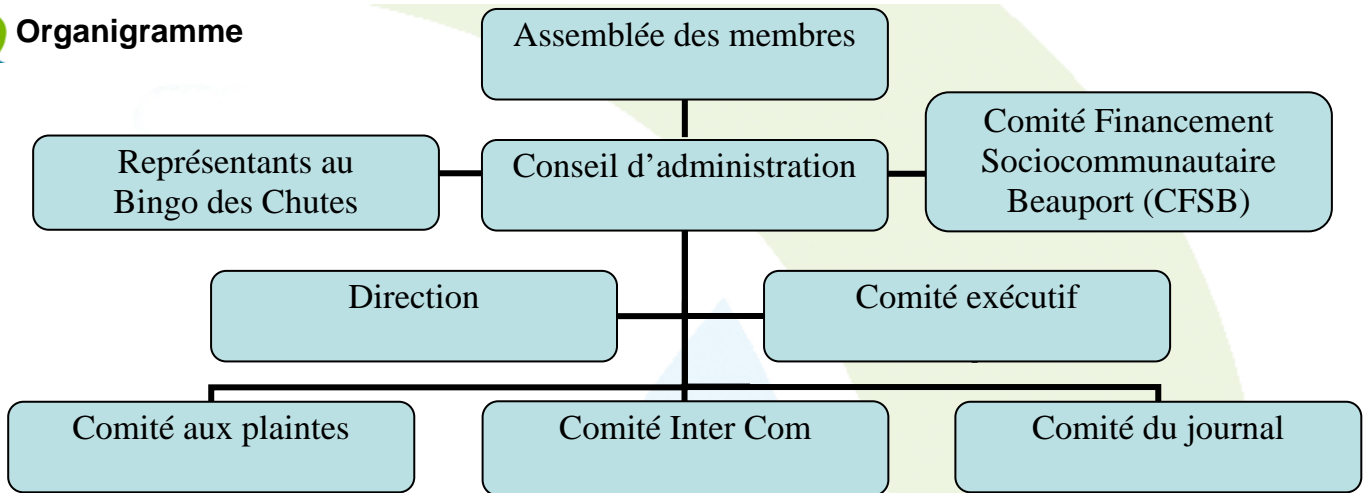 Organigramme
Assemblée des membres
Représentants au
Bingo des Chutes
Conseil d’administration
Comité Financement
Sociocommunautaire
Beauport (CFSB)
Direction
Comité exécutif
Comité aux plaintes
Comité Inter Com
Comité du journal